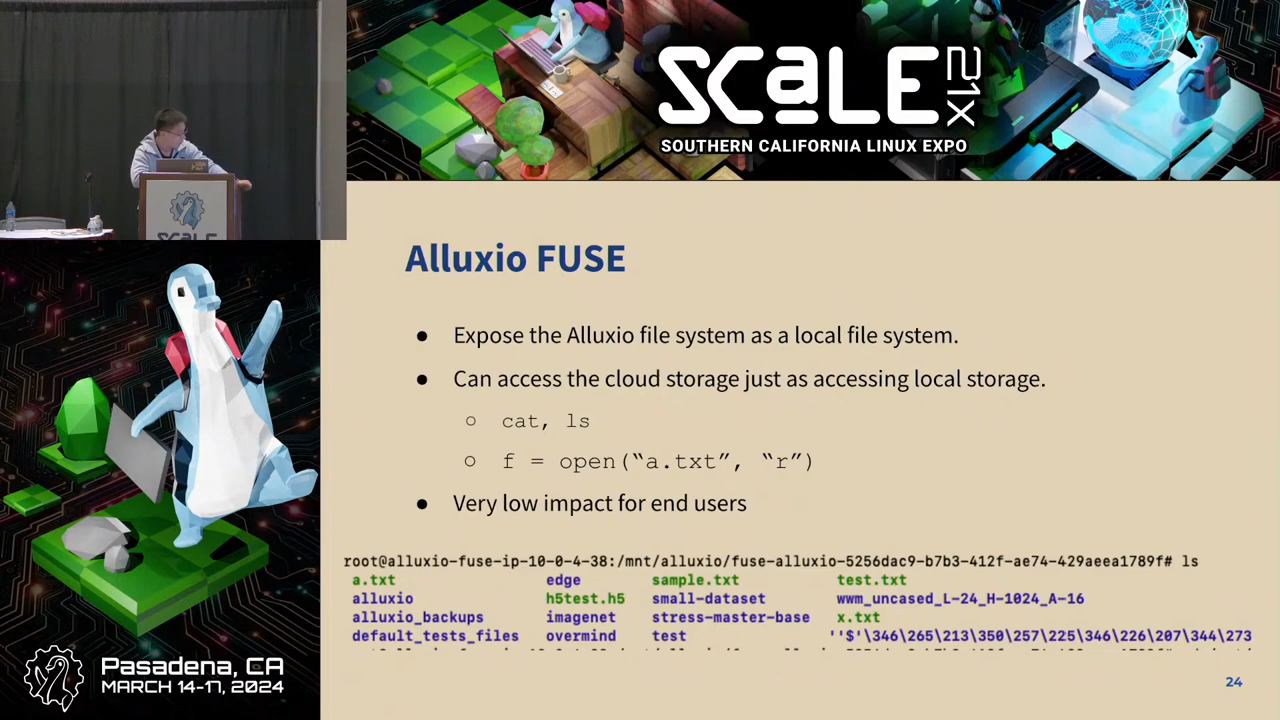 SCaLE 21x
SOUTHERN CALIFORNIA LINUX EXPO
SCaLE
Alluxio FUSE
● Expose the Alluxio file system as a local file system.
● Can access the cloud storage just as accessing local storage.
○ cat, ls
○ f = open(“a.txt”, “r”)
● Very low impact for end users
root@alluxio-fuse-ip-10-0-4-38:/mnt/alluxio/fuse-alluxio-5256dac9-b7b3-412f-ae74-429aeea1789f# ls
a.txt edge sample.txt test.txt
alluxio h5test.h5 small-dataset wwm_uncased_L-24_H-1024_A-16
alluxio_backups imagenet stress-master-base x.txt
default_tests_files overmind test ''$'\346\265\213\350\257\225\346\226\207\344\273
Pasadena, CA
MARCH 14-17, 2024
24